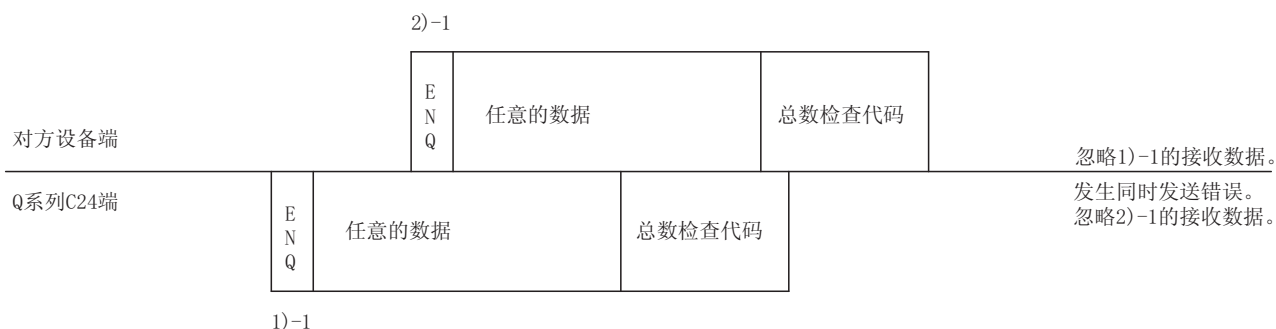 2)-1
E
N
Q
任意的数据
总数检查代码
对方设备端
忽略1)-1的接收数据。
Q系列C24端
发生同时发送错误。
忽略2)-1的接收数据。
E
N
Q
任意的数据
总数检查代码
1)-1